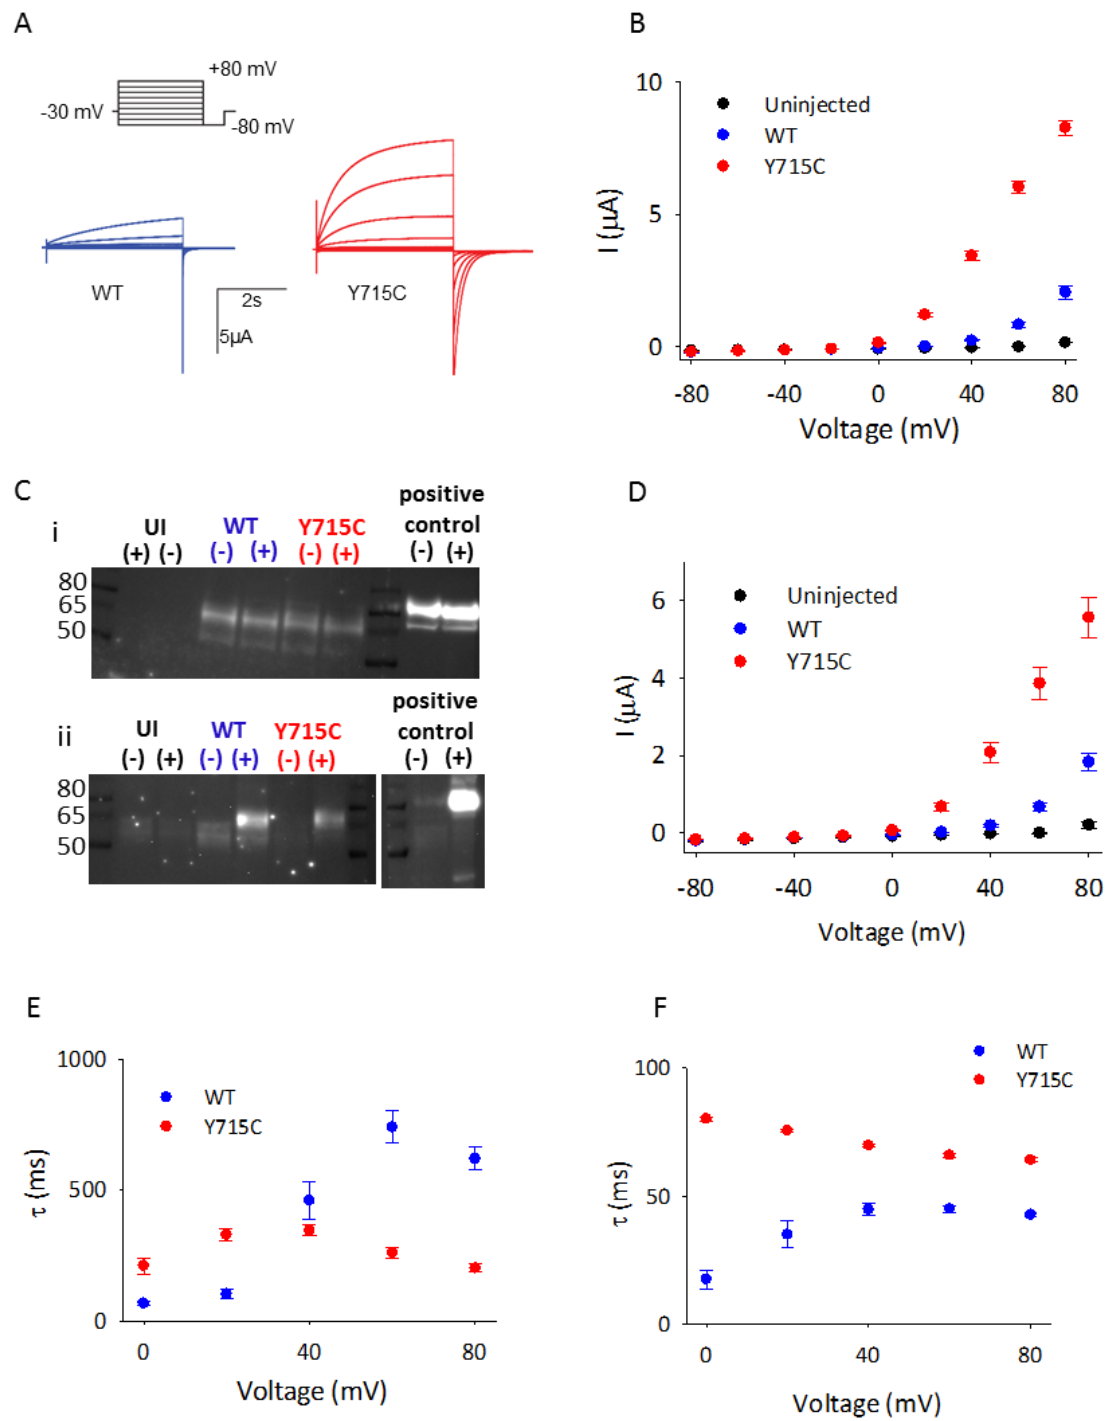 A
+80 mV
-30 mV
-80 mV
WT
Y715C
2s
5µA
B
10
5
0
I (µA)
Uninjected
WT
Y715C
-80 -40 0 40 80
Voltage (mV)
C
i
UI WT Y715C positive control
(+) (-) (-) (+) (-) (+) (-) (+)
80
65
50
ii
UI WT Y715C positive control
(-) (+) (-) (+) (-) (+) (-) (+)
80
65
50
D
6
4
2
0
I (µA)
Uninjected
WT
Y715C
-80 -40 0 40 80
Voltage (mV)
E
1000
500
0
τ (ms)
WT
Y715C
0 40 80
Voltage (mV)
F
100
50
0
τ (ms)
WT
Y715C
0 40 80
Voltage (mV)